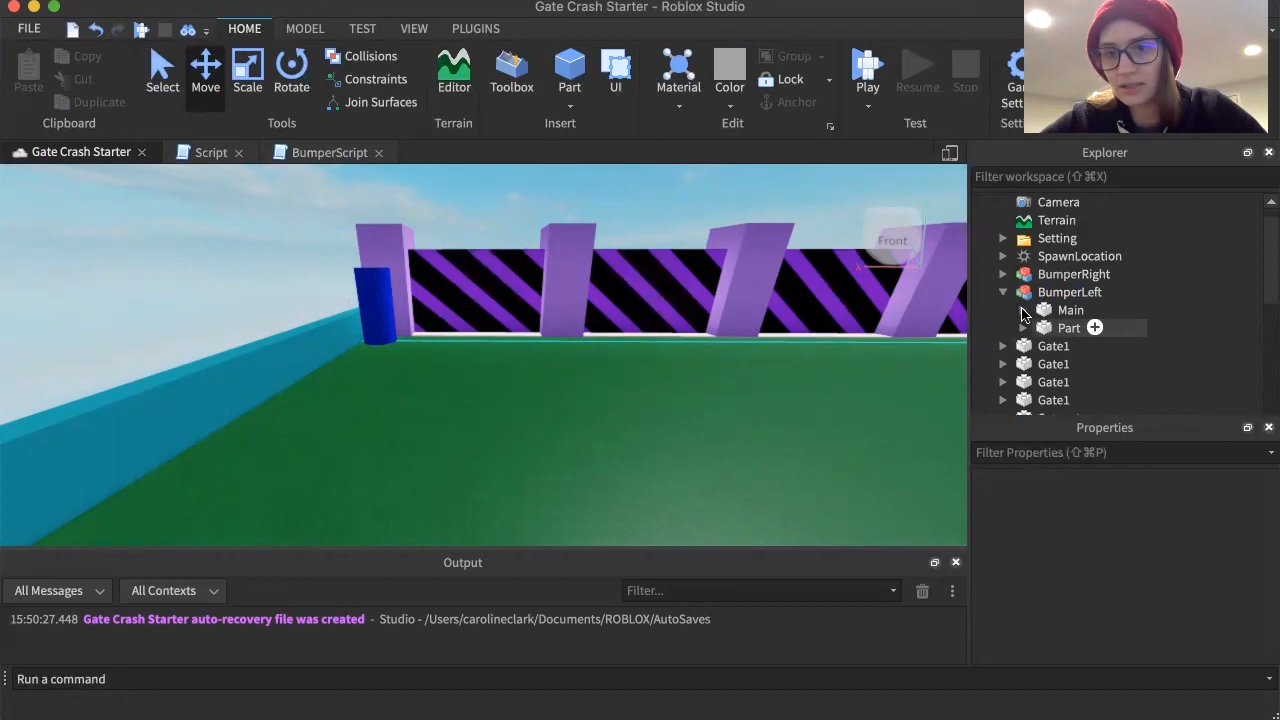 Gate Crash Starter - Roblox Studio
FILE
HOME
MODEL
TEST
VIEW
PLUGINS
Paste
Copy
Cut
Duplicate
Clipboard
Select
Move
Scale
Rotate
Collisions
Constraints
Join Surfaces
Tools
Editor
Terrain
Toolbox
Part
UI
Insert
Material
Color
Group
Lock
Anchor
Edit
Play
Resume
Stop
Test
Gate Crash Starter
Script
BumperScript
Front
Explorer
Filter workspace (⇧⌘X)
Camera
Terrain
Setting
SpawnLocation
BumperRight
BumperLeft
Main
Part
Gate1
Gate1
Gate1
Gate1
Properties
Filter Properties (⇧⌘P)
Output
All Messages
All Contexts
Filter...
15:50:27.448 Gate Crash Starter auto-recovery file was created - Studio - /Users/carolineclark/Documents/ROBLOX/AutoSaves
Run a command